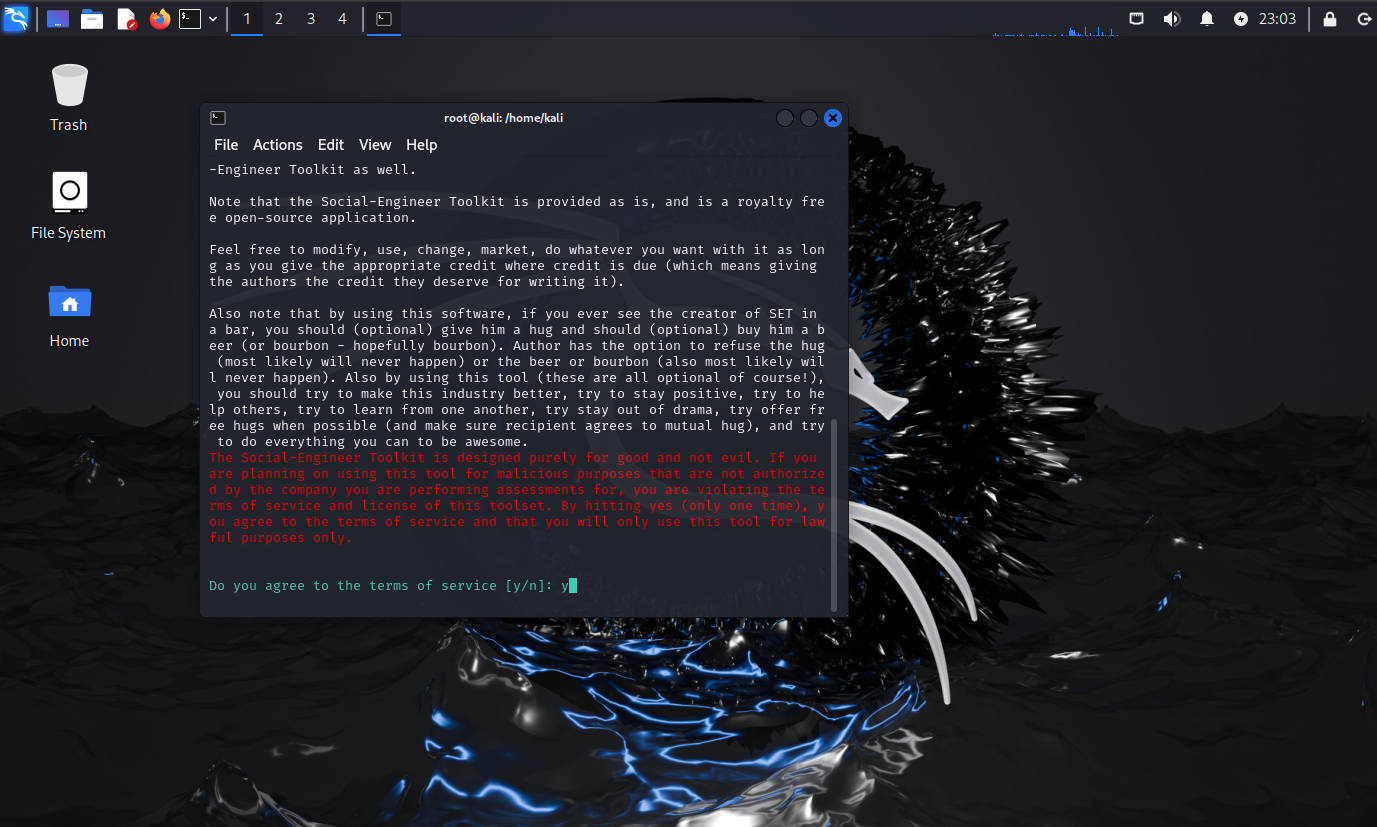 1 2 3 4 23:03
Trash
File System
Home
root@kali: /home/kali
File Actions Edit View Help
-Engineer Toolkit as well.
Note that the Social-Engineer Toolkit is provided as is, and is a royalty fre
e open-source application.
Feel free to modify, use, change, market, do whatever you want with it as lon
g as you give the appropriate credit where credit is due (which means giving
the authors the credit they deserve for writing it).
Also note that by using this software, if you ever see the creator of SET in
a bar, you should (optional) give him a hug and should (optional) buy him a b
eer (or bourbon - hopefully bourbon). Author has the option to refuse the hug
(most likely will never happen) or the beer or bourbon (also most likely wil
l never happen). Also by using this tool (these are all optional of course!),
you should try to make this industry better, try to stay positive, try to he
lp others, try to learn from one another, try stay out of drama, try offer fr
ee hugs when possible (and make sure recipient agrees to mutual hug), and try
to do everything you can to be awesome.
The Social-Engineer Toolkit is designed purely for good and not evil. If you
are planning on using this tool for malicious purposes that are not authorize
d by the company you are performing assessments for, you are violating the te
rms of service and license of this toolset. By hitting yes (only one time), y
ou agree to the terms of service and that you will only use this tool for law
ful purposes only.
Do you agree to the terms of service [y/n]: y